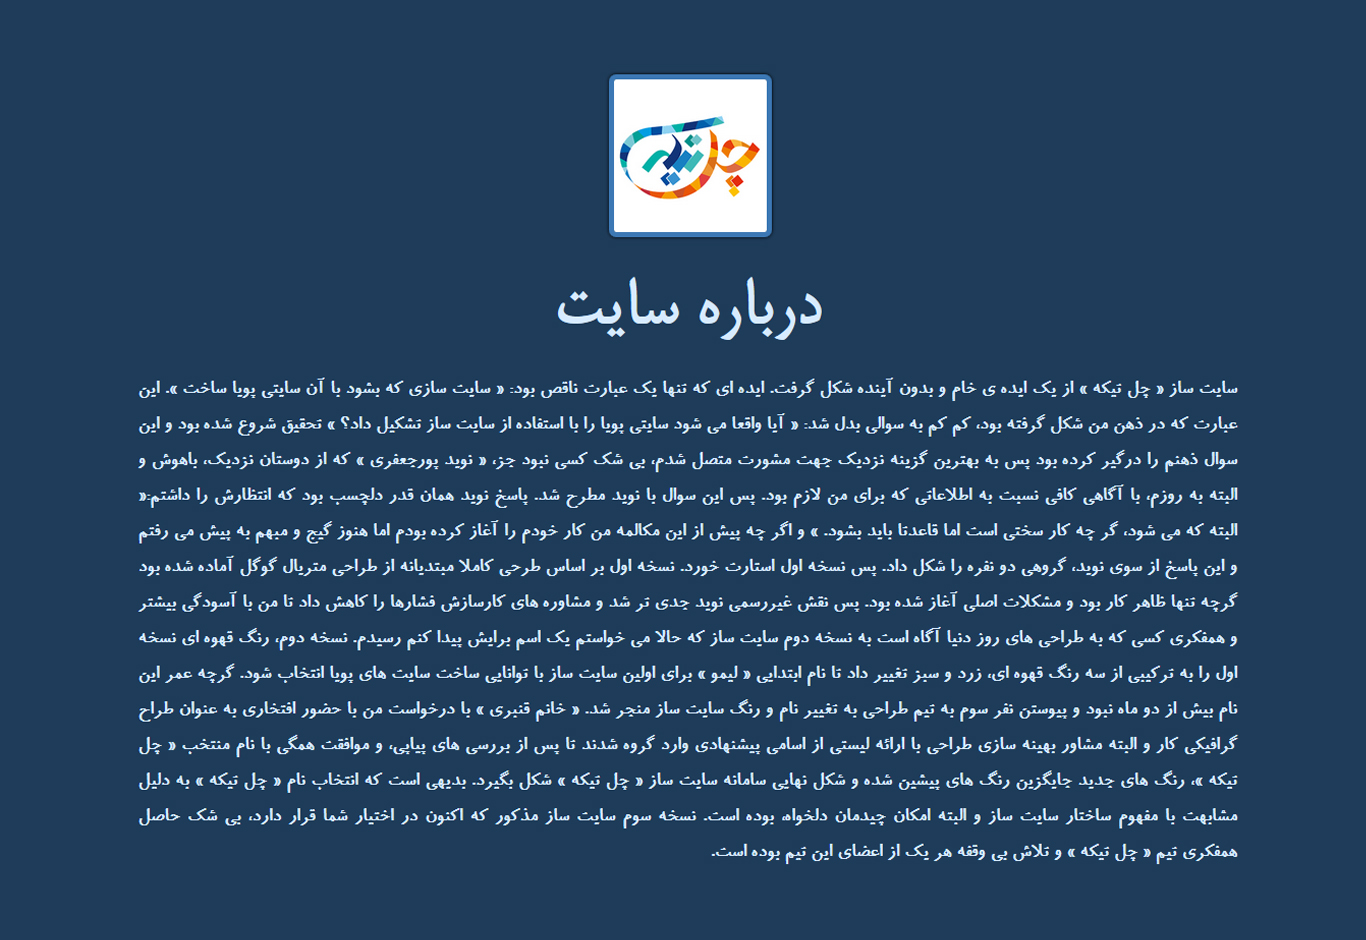 چل تیکه
درباره سایت
سایت ساز « چل تیکه » از یک ایده ی خام و بدون آینده شکل گرفت. ایده ای که تنها یک عبارت ناقص بود: « سایت سازی که بشود با آن سایتی پویا ساخت ». این
عبارت که در ذهن من شکل گرفته بود، کم کم به سوالی بدل شد: « آیا واقعا می شود سایتی پویا را با استفاده از سایت ساز تشکیل داد؟ » تحقیق شروع شده بود و این
سوال ذهنم را درگیر کرده بود پس به بهترین گزینه نزدیک جهت مشورت متصل شدم، بی شک کسی نبود جز، « نوید پورجعفری » که از دوستان نزدیک، باهوش و
البته به روزم، با آگاهی کافی نسبت به اطلاعاتی که برای من لازم بود. پس این سوال با نوید مطرح شد. پاسخ نوید همان قدر دلچسب بود که انتظارش را داشتم:«
البته که می شود، گر چه کار سختی است اما قاعدتا باید بشود. » و اگر چه پیش از این مکالمه من کار خودم را آغاز کرده بودم اما هنوز گیج و مبهم به پیش می رفتم
و این پاسخ از سوی نوید، گروهی دو نفره را شکل داد. پس نسخه اول استارت خورد. نسخه اول بر اساس طرحی کاملا مبتدیانه از طراحی متریال گوگل آماده شده بود
گرچه تنها ظاهر کار بود و مشکلات اصلی آغاز شده بود. پس نقش غیررسمی نوید جدی تر شد و مشاوره های کارسازش فشارها را کاهش داد تا من با آسودگی بیشتر
و همفکری کسی که به طراحی های روز دنیا آگاه است به نسخه دوم سایت ساز که حالا می خواستم یک اسم برایش پیدا کنم رسیدم. نسخه دوم، رنگ قهوه ای نسخه
اول را به ترکیبی از سه رنگ قهوه ای، زرد و سبز تغییر داد تا نام ابتدایی « لیمو » برای اولین سایت ساز با توانایی ساخت سایت های پویا انتخاب شود. گرچه عمر این
نام بیش از دو ماه نبود و پیوستن نفر سوم به تیم طراحی به تغییر نام و رنگ سایت ساز منجر شد. « خانم قنبری » با درخواست من با حضور افتخاری به عنوان طراح
گرافیکی کار و البته مشاور بهینه سازی طراحی با ارائه لیستی از اسامی پیشنهادی وارد گروه شدند تا پس از بررسی های پیاپی، و موافقت همگی با نام منتخب « چل
تیکه »، رنگ های جدید جایگزین رنگ های پیشین شده و شکل نهایی سامانه سایت ساز « چل تیکه » شکل بگیرد. بدیهی است که انتخاب نام « چل تیکه » به دلیل
مشابهت با مفهوم ساختار سایت ساز و البته امکان چیدمان دلخواه، بوده است. نسخه سوم سایت ساز مذکور که اکنون در اختیار شما قرار دارد، بی شک حاصل
همفکری تیم « چل تیکه » و تلاش بی وقفه هر یک از اعضای این تیم بوده است.